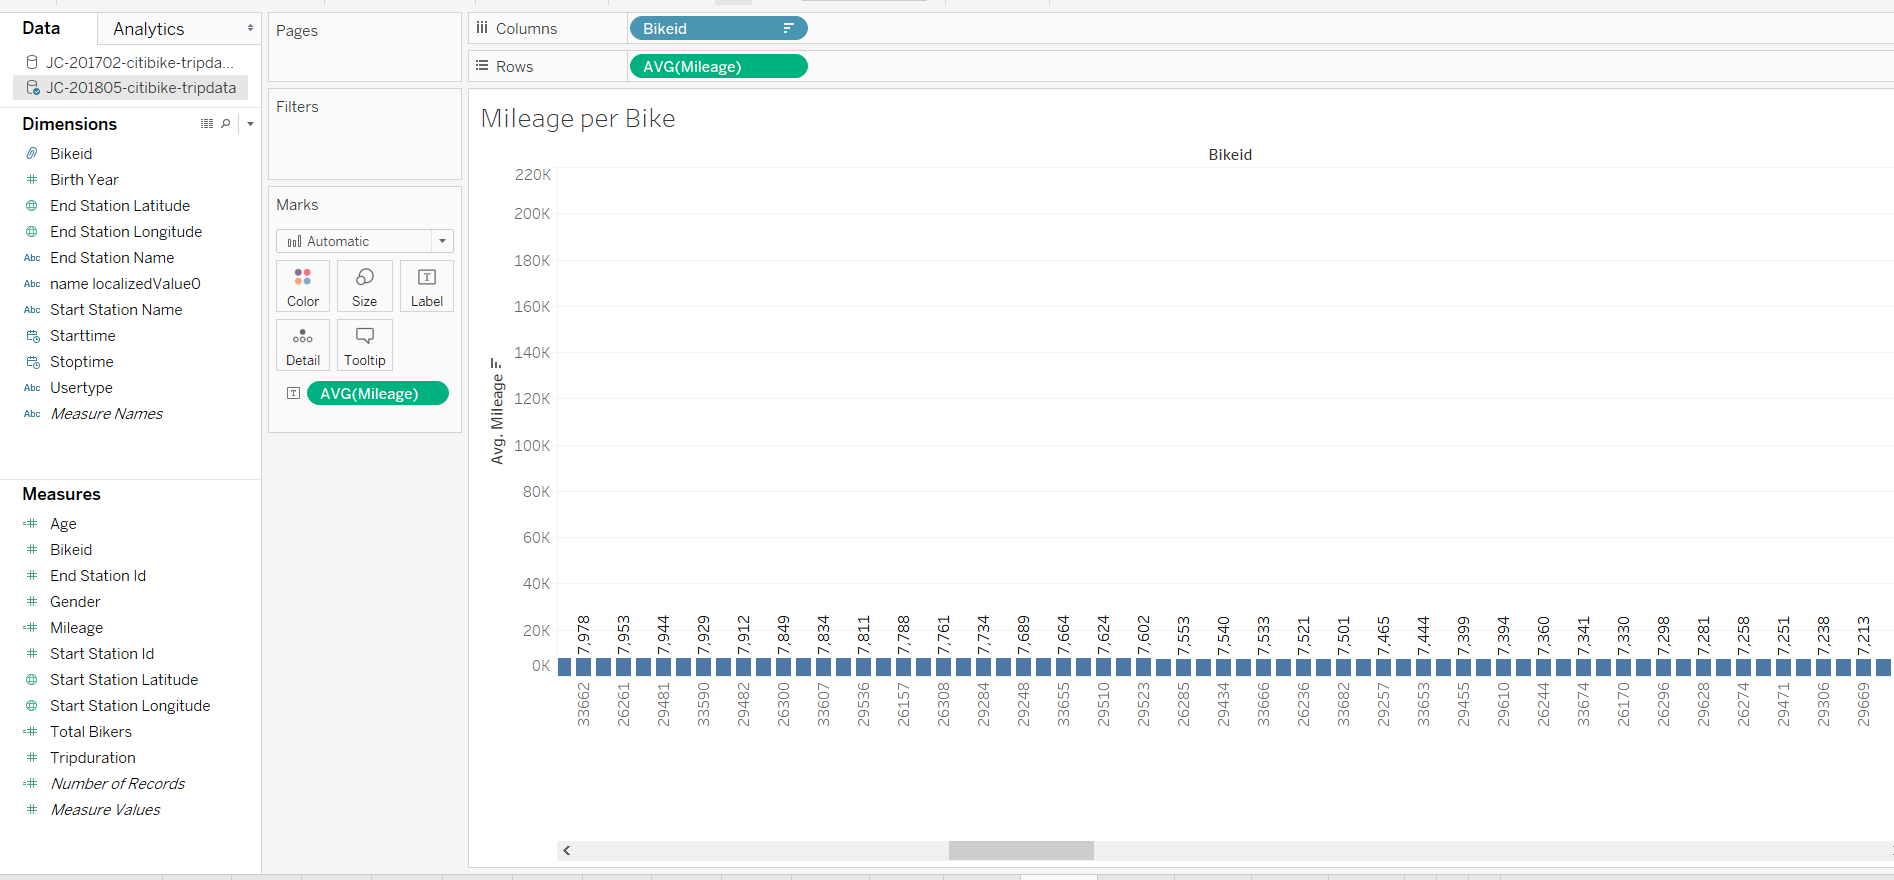 Data
Analytics
JC-201702-citibike-tripda...
JC-201805-citibike-tripdata
Dimensions
Bikeid
# Birth Year
End Station Latitude
End Station Longitude
Abc End Station Name
Abc name localizedValue0
Abc Start Station Name
Starttime
Stoptime
Abc Usertype
Abc Measure Names
Measures
=# Age
# Bikeid
# End Station Id
# Gender
=# Mileage
# Start Station Id
Start Station Latitude
Start Station Longitude
=# Total Bikers
# Tripduration
=# Number of Records
# Measure Values
Pages
Filters
Marks
Automatic
Color
Size
T
Label
Detail
Tooltip
T AVG(Mileage)
Columns
Bikeid
Rows
AVG(Mileage)
Mileage per Bike
Bikeid
220K
200K
180K
160K
140K
120K
100K
80K
60K
40K
20K
0K
Avg. Mileage
7,978 7,953 7,944 7,929 7,912 7,849 7,834 7,811 7,788 7,761 7,734 7,689 7,664 7,624 7,602 7,553 7,540 7,533 7,521 7,501 7,465 7,444 7,399 7,394 7,360 7,341 7,330 7,298 7,281 7,258 7,251 7,238 7,213
33662 26261 29481 33590 29482 26300 33607 29536 26157 26308 29284 29248 33655 29510 29523 26285 29434 33666 26236 33682 29257 33653 29455 29610 26244 33674 26170 26296 29628 26274 29471 29306 29669